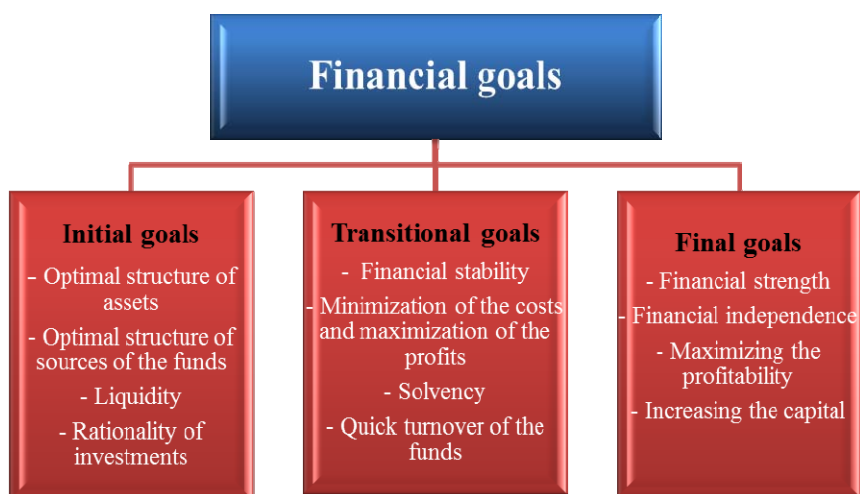 Financial goals
Initial goals
- Optimal structure of
assets
- Optimal structure of
sources of the funds
- Liquidity
- Rationality of
investments
Transitional goals
- Financial stability
- Minimization of the costs
and maximization of the
profits
- Solvency
- Quick turnover of the
funds
Final goals
- Financial strength
- Financial independence
- Maximizing the
profitability
- Increasing the capital